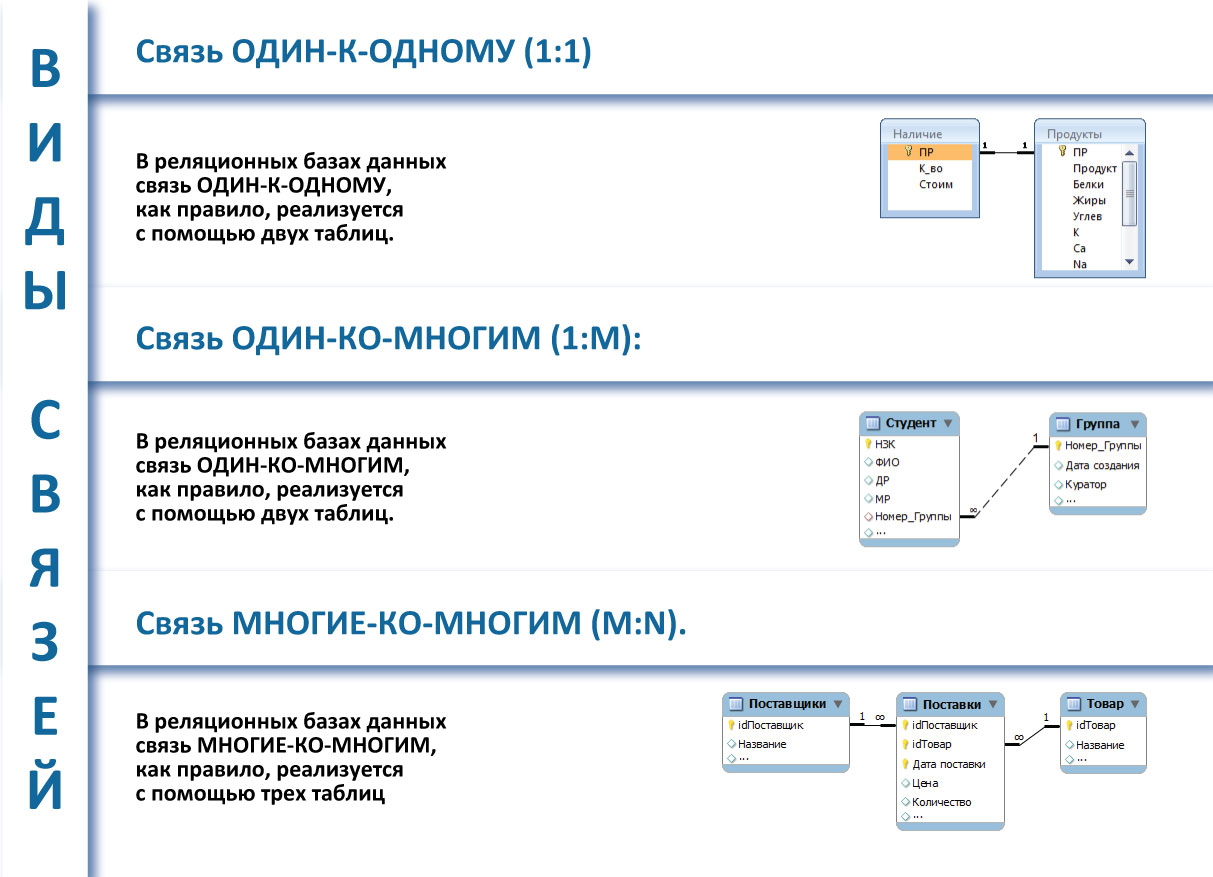 ВИДЫ СВЯЗЕЙ
Связь ОДИН-К-ОДНОМУ (1:1)
В реляционных базах данных
связь ОДИН-К-ОДНОМУ,
как правило, реализуется
с помощью двух таблиц.
Наличие
ПР
К_во
Стоим
1
1
Продукты
ПР
Продукт
Белки
Жиры
Углев
K
Ca
Na
Связь ОДИН-КО-МНОГИМ (1:М):
В реляционных базах данных
связь ОДИН-КО-МНОГИМ,
как правило, реализуется
с помощью двух таблиц.
Студент
НЗК
ФИО
ДР
МР
Номер_Группы
...
∞
1
Группа
Номер_Группы
Дата создания
Куратор
...
Связь МНОГИЕ-КО-МНОГИМ (M:N).
В реляционных базах данных
связь МНОГИЕ-КО-МНОГИМ,
как правило, реализуется
с помощью трех таблиц
Поставщики
idПоставщик
Название
...
1 ∞
Поставки
idПоставщик
idТовар
Дата поставки
Цена
Количество
...
∞
1
Товар
idТовар
Название
...